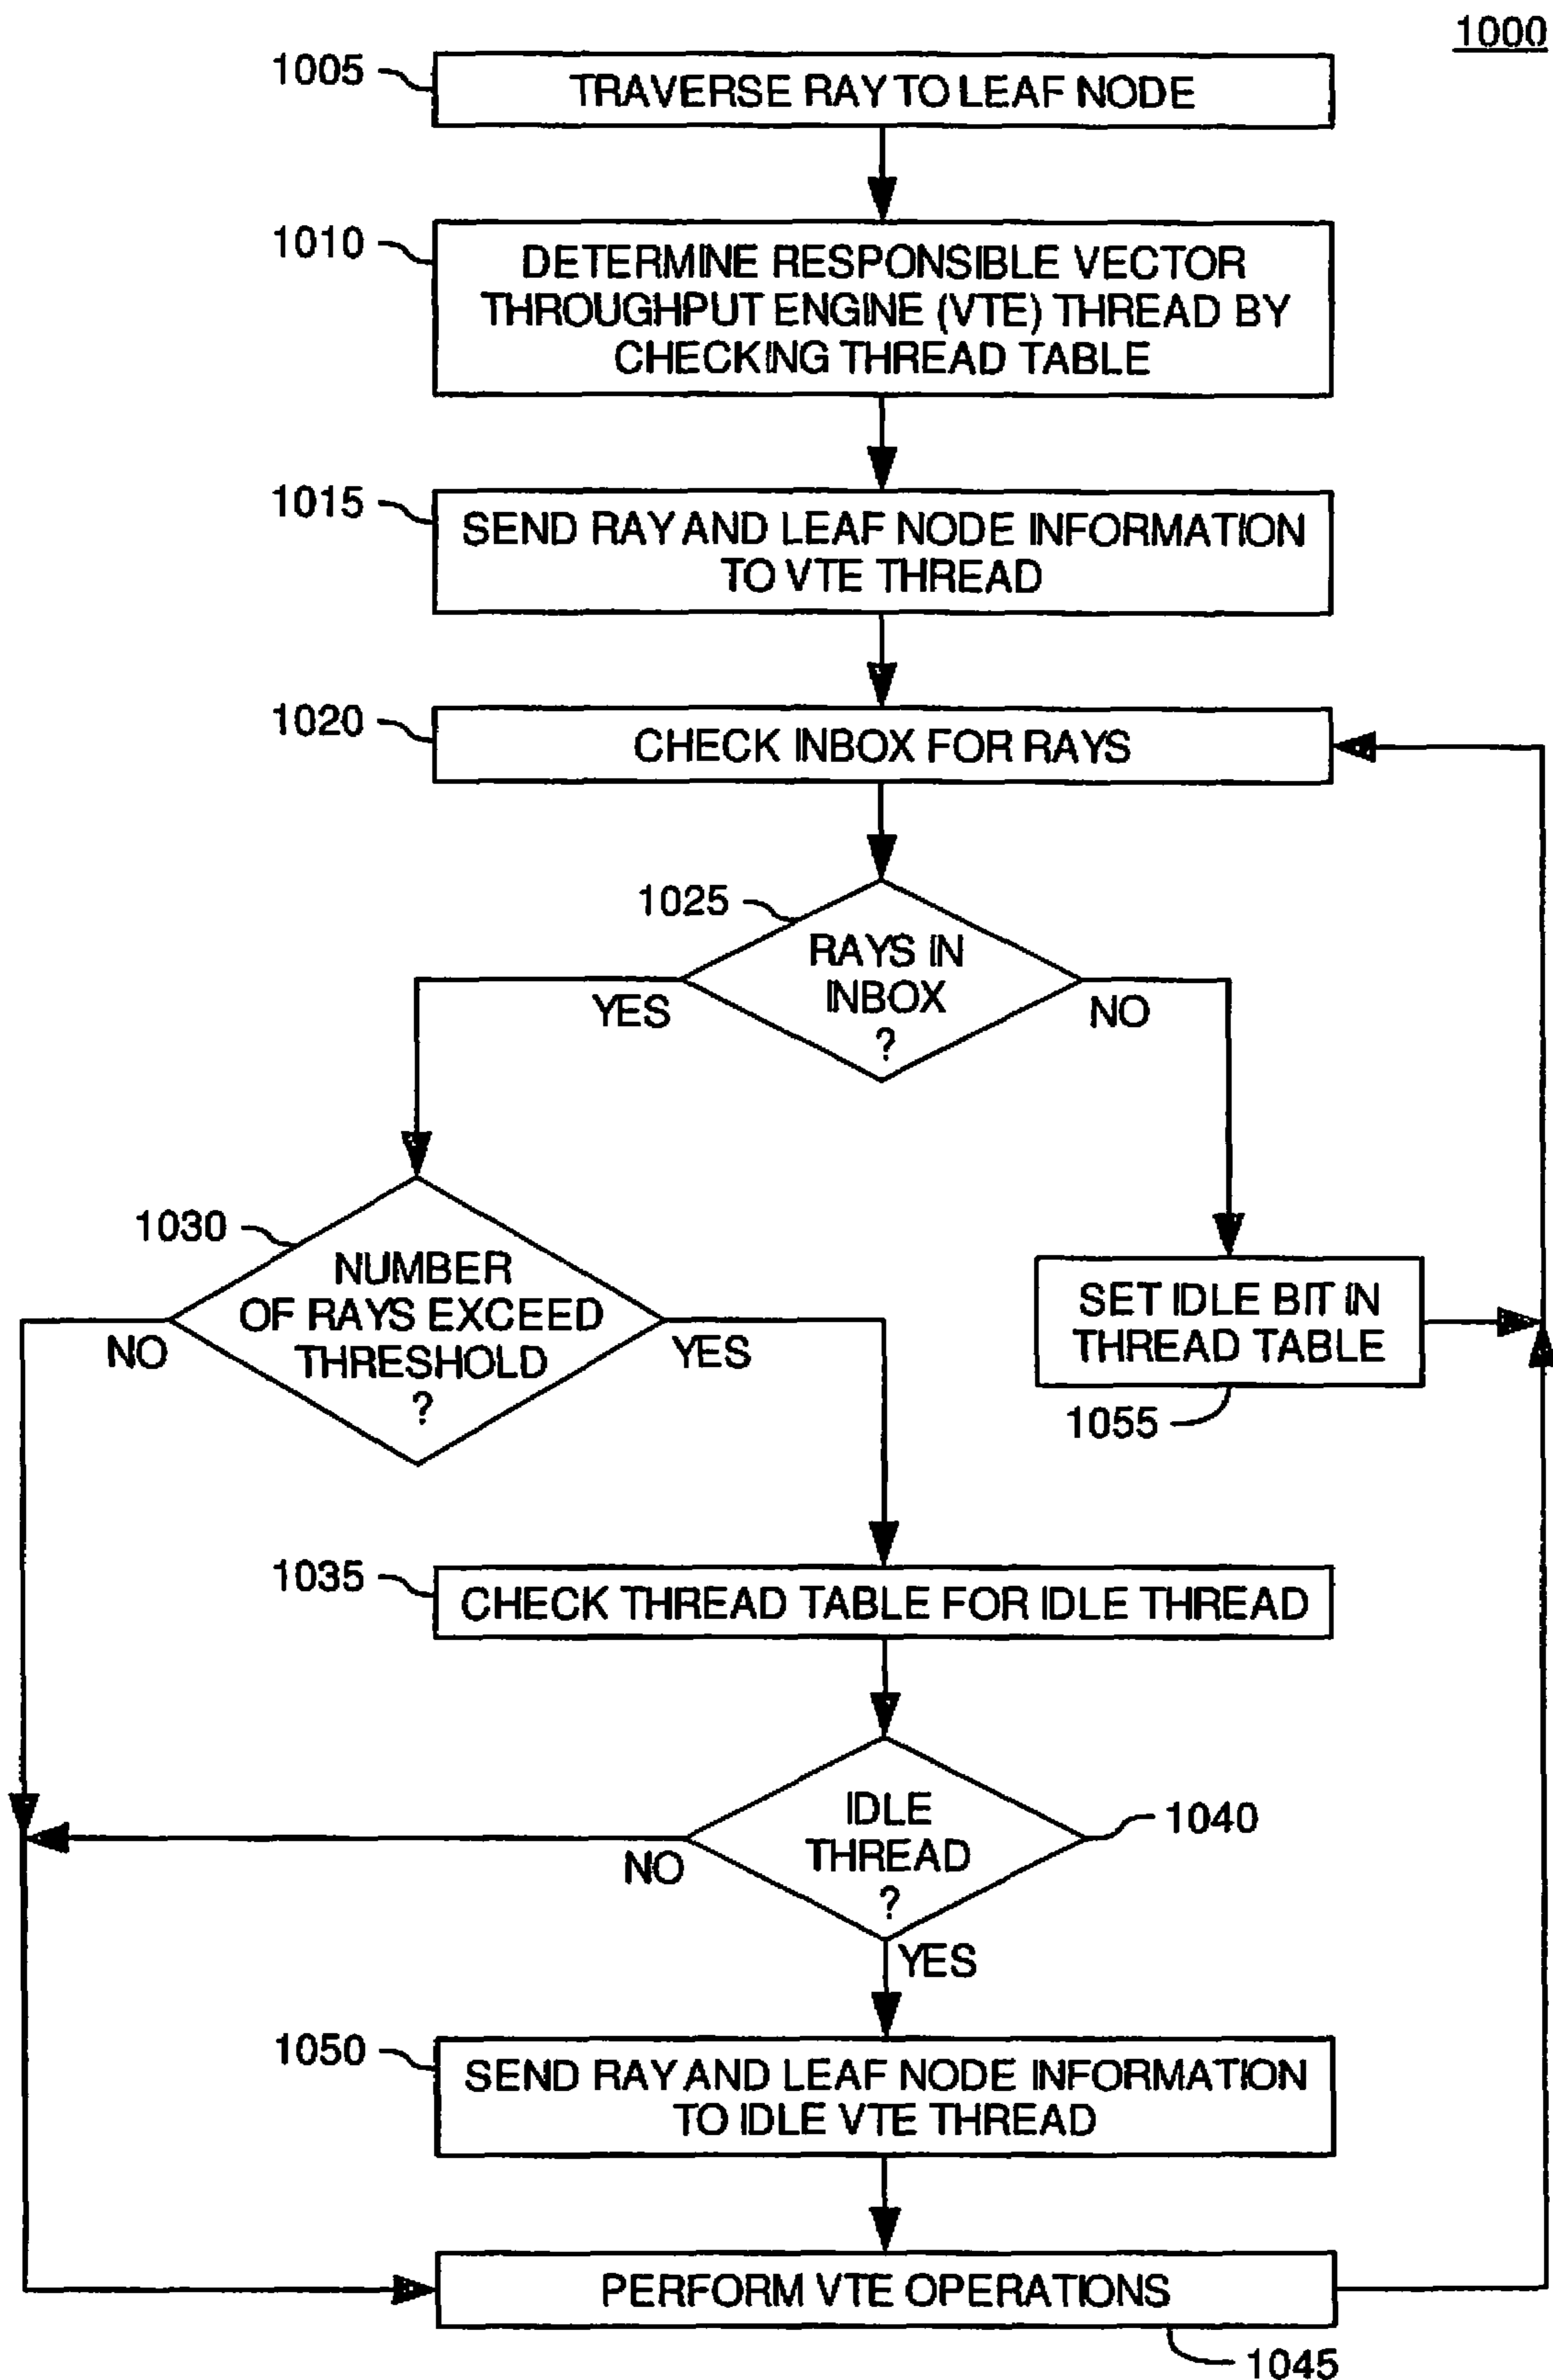 1000
1005
TRAVERSE RAY TO LEAF NODE
1010
DETERMINE RESPONSIBLE VECTOR
THROUGHPUT ENGINE (VTE) THREAD BY
CHECKING THREAD TABLE
1015
SEND RAY AND LEAF NODE INFORMATION
TO VTE THREAD
1020
CHECK INBOX FOR RAYS
1025
RAYS IN
INBOX
?
YES
NO
1030
NUMBER
OF RAYS EXCEED
THRESHOLD
?
NO
YES
SET IDLE BIT IN
THREAD TABLE
1055
1035
CHECK THREAD TABLE FOR IDLE THREAD
IDLE
THREAD
?
1040
NO
YES
1050
SEND RAY AND LEAF NODE INFORMATION
TO IDLE VTE THREAD
PERFORM VTE OPERATIONS
1045